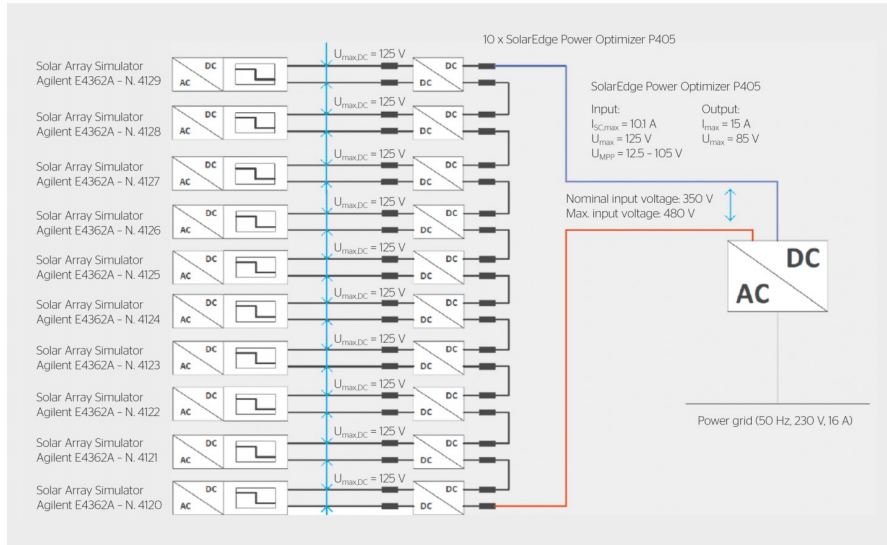 10 x SolarEdge Power Optimizer P405
Solar Array Simulator
Agilent E4362A – N. 4129
DC
AC
Umax,DC = 125 V
DC
DC
Solar Array Simulator
Agilent E4362A – N. 4128
DC
AC
Umax,DC = 125 V
DC
DC
Solar Array Simulator
Agilent E4362A – N. 4127
DC
AC
Umax,DC = 125 V
DC
DC
Solar Array Simulator
Agilent E4362A – N. 4126
DC
AC
Umax,DC = 125 V
DC
DC
Solar Array Simulator
Agilent E4362A – N. 4125
DC
AC
Umax,DC = 125 V
DC
DC
Solar Array Simulator
Agilent E4362A – N. 4124
DC
AC
Umax,DC = 125 V
DC
DC
Solar Array Simulator
Agilent E4362A – N. 4123
DC
AC
Umax,DC = 125 V
DC
DC
Solar Array Simulator
Agilent E4362A – N. 4122
DC
AC
Umax,DC = 125 V
DC
DC
Solar Array Simulator
Agilent E4362A – N. 4121
DC
AC
Umax,DC = 125 V
DC
DC
Solar Array Simulator
Agilent E4362A – N. 4120
DC
AC
Umax,DC = 125 V
DC
DC
SolarEdge Power Optimizer P405
Input:
ISC,max = 10.1 A
Umax = 125 V
UMPP = 12.5 – 105 V
Output:
Imax = 15 A
Umax = 85 V
Nominal input voltage: 350 V
Max. input voltage: 480 V
DC
AC
Power grid (50 Hz, 230 V, 16 A)